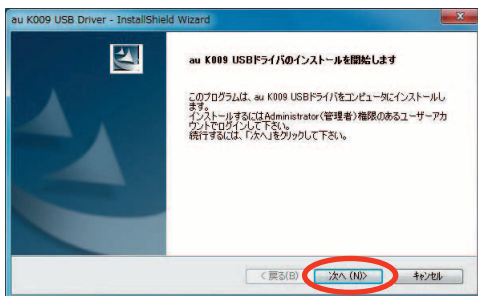 au K009 USB Driver - InstallShield Wizard
au K009 USBドライバのインストールを開始します
このプログラムは、au K009 USBドライバをコンピュータにインストールし
ます。
インストールするにはAdministrator(管理者)権限のあるユーザーアカ
ウントでログインして下さい。
続行するには、「次へ」をクリックして下さい。
< 戻る(B)
次へ (N)>
キャンセル